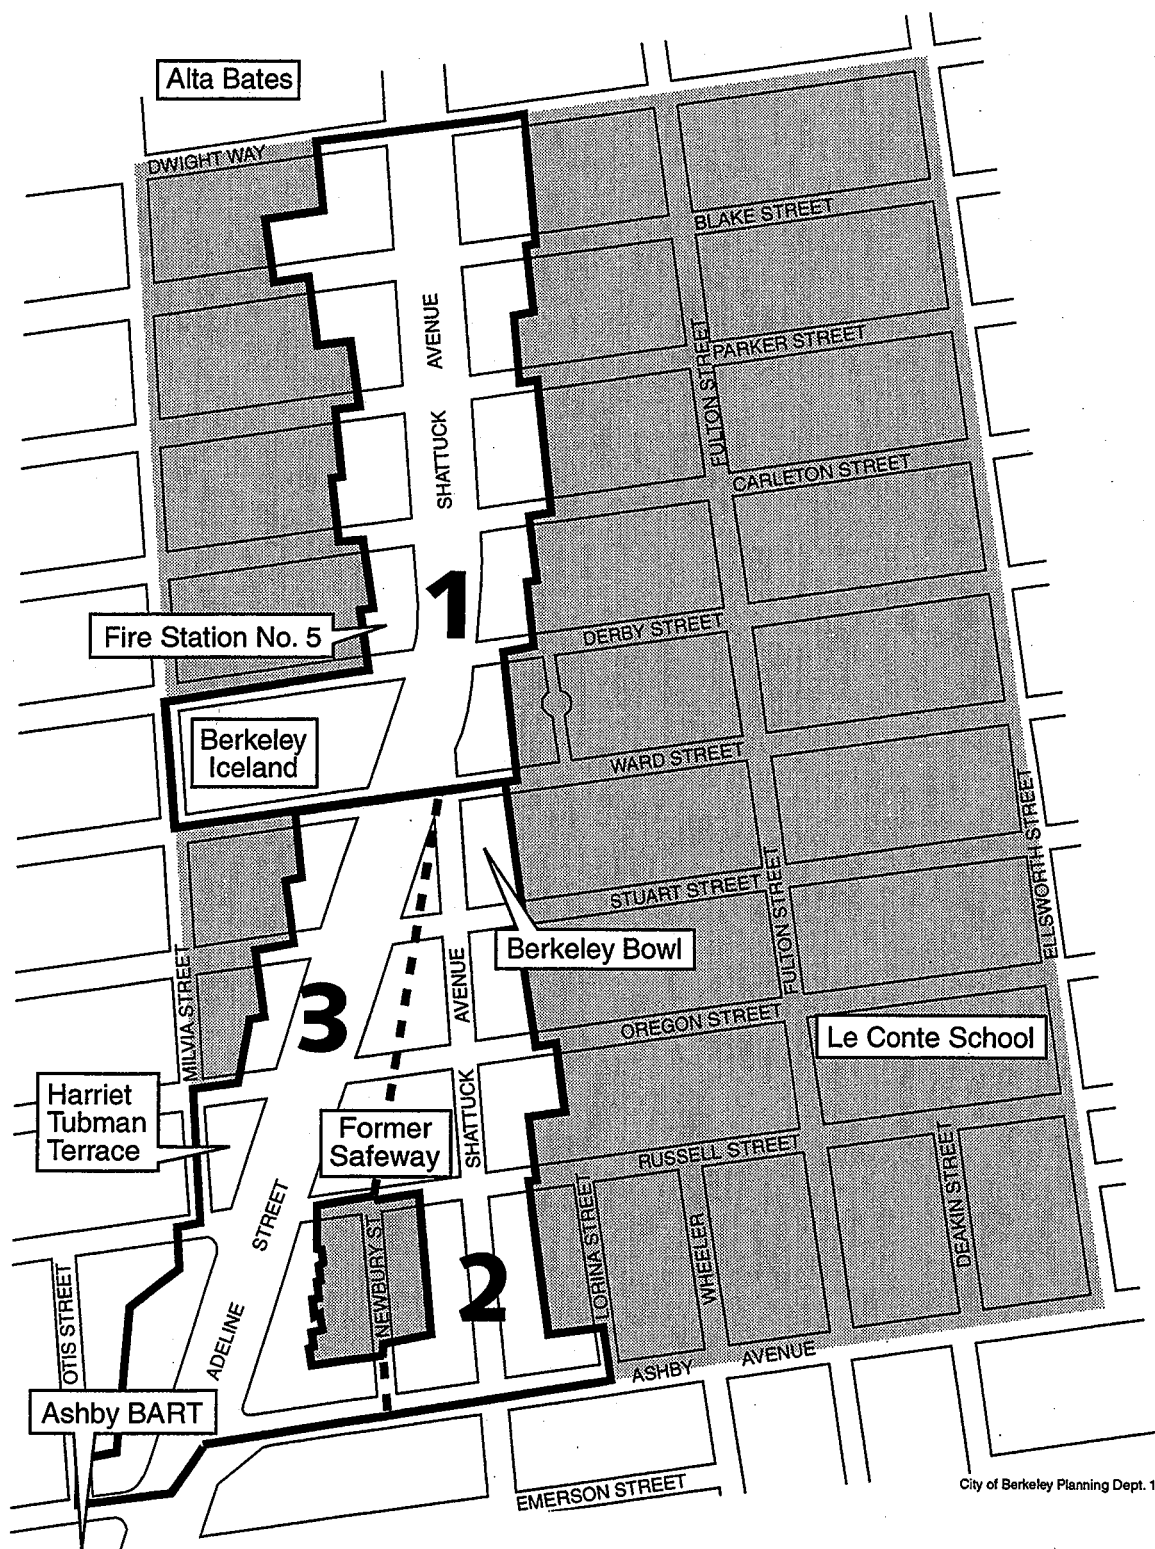 Alta Bates
DWIGHT WAY
BLAKE STREET
AVENUE
PARKER STREET
FULTON STREET
SHATTUCK
CARLETON STREET
1
Fire Station No. 5
DERBY STREET
Berkeley
Iceland
WARD STREET
ELLSWORTH STREET
STUART STREET
FULTON STREET
Berkeley Bowl
MILVIA STREET
AVENUE
3
OREGON STREET
Le Conte School
Harriet
Tubman
Terrace
SHATTUCK
Former
Safeway
RUSSELL STREET
DEAKIN STREET
STREET
LORINA STREET
WHEELER
NEWBURY ST
2
OTIS STREET
ADELINE
ASHBY
AVENUE
Ashby BART
EMERSON STREET
City of Berkeley Planning Dept. 1